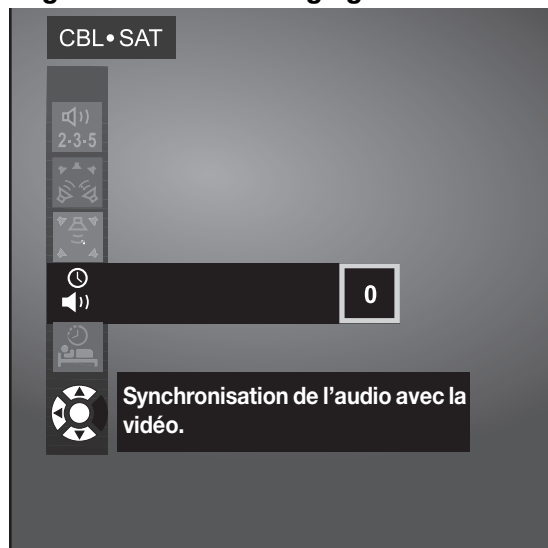 CBL•SAT
2·3·5
0
Synchronisation de l’audio avec la
vidéo.